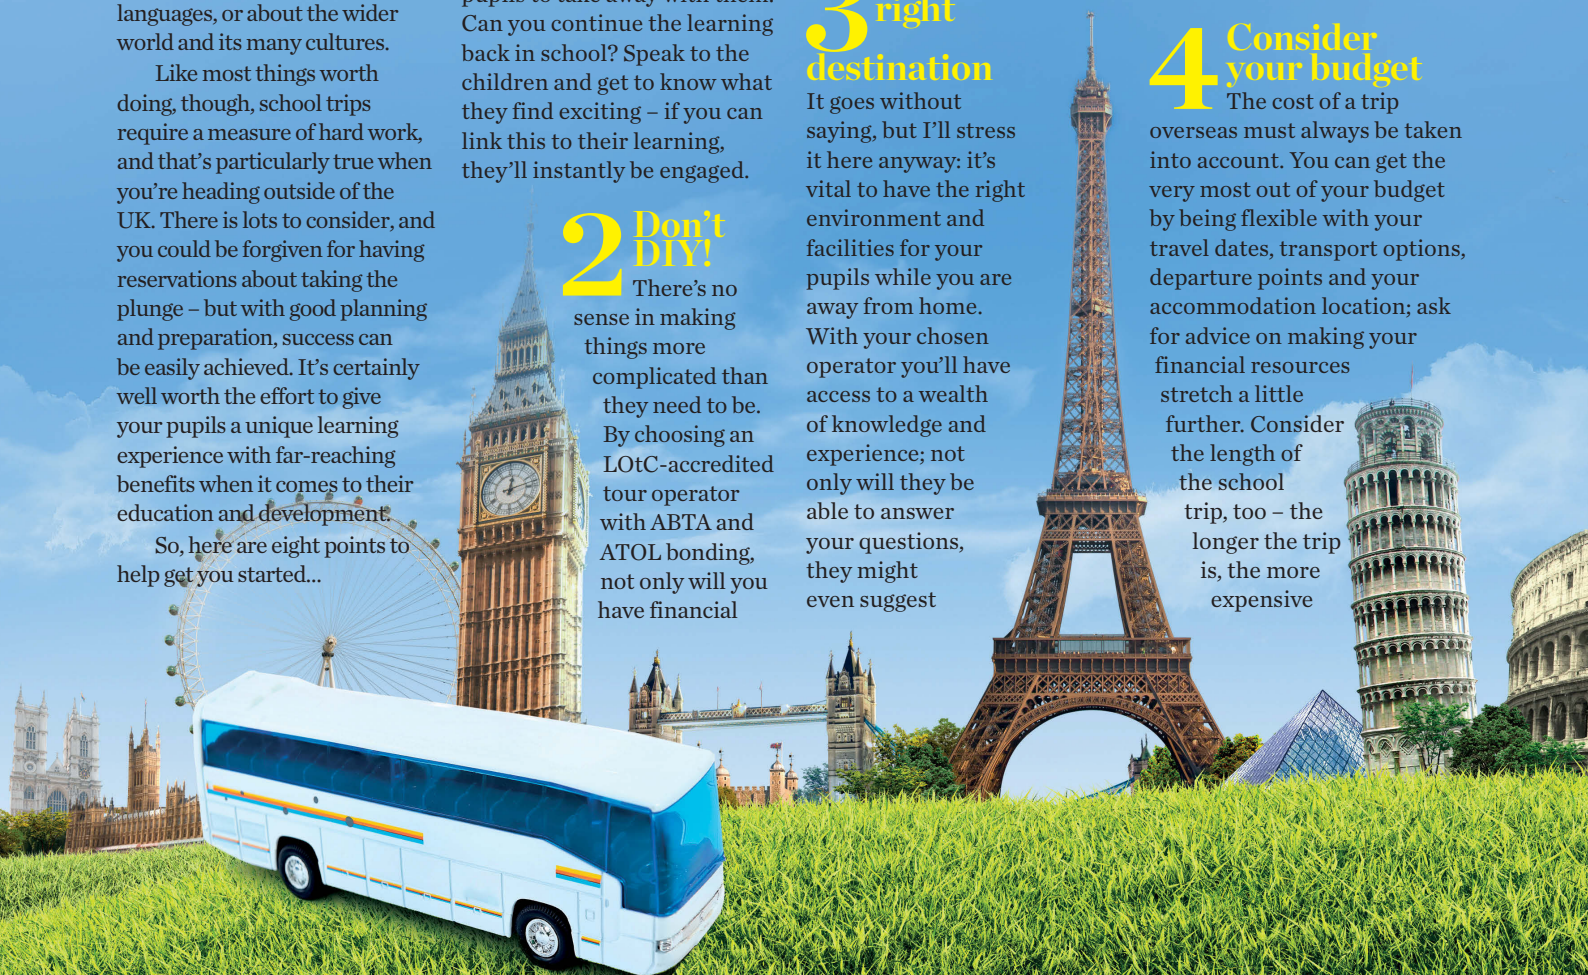 languages, or about the wider
world and its many cultures.
Like most things worth
doing, though, school trips
require a measure of hard work,
and that's particularly true when
you're heading outside of the
UK. There is lots to consider, and
you could be forgiven for having
reservations about taking the
plunge – but with good planning
and preparation, success can
be easily achieved. It's certainly
well worth the effort to give
your pupils a unique learning
experience with far-reaching
benefits when it comes to their
education and development.
So, here are eight points to
help get you started...
pupils to take away with them.
Can you continue the learning
back in school? Speak to the
children and get to know what
they find exciting – if you can
link this to their learning,
they'll instantly be engaged.
2 Don't
DIY!
There's no
sense in making
things more
complicated than
they need to be.
By choosing an
LOtC-accredited
tour operator
with ABTA and
ATOL bonding,
not only will you
have financial
3 right
destination
It goes without
saying, but I'll stress
it here anyway: it's
vital to have the right
environment and
facilities for your
pupils while you are
away from home.
With your chosen
operator you'll have
access to a wealth
of knowledge and
experience; not
only will they be
able to answer
your questions,
they might
even suggest
4 Consider
your budget
The cost of a trip
overseas must always be taken
into account. You can get the
very most out of your budget
by being flexible with your
travel dates, transport options,
departure points and your
accommodation location; ask
for advice on making your
financial resources
stretch a little
further. Consider
the length of
the school
trip, too – the
longer the trip
is, the more
expensive